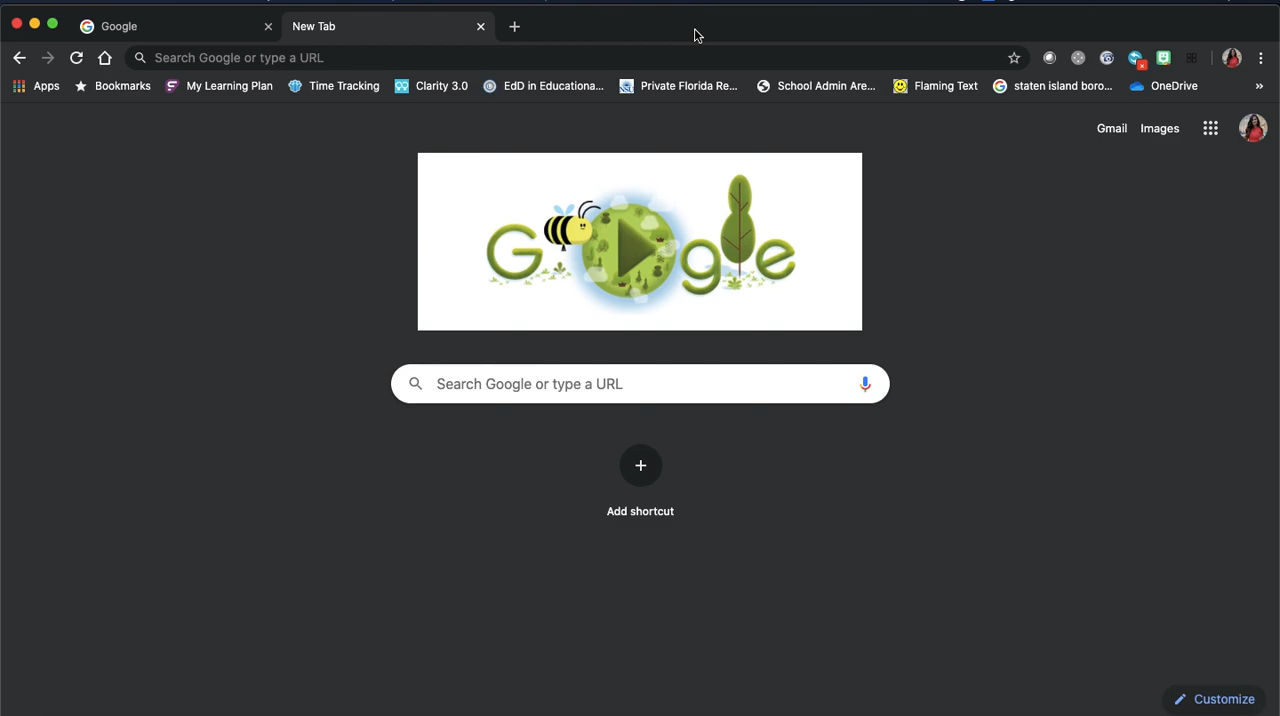 Google
New Tab
Search Google or type a URL
Apps
Bookmarks
My Learning Plan
Time Tracking
Clarity 3.0
EdD in Educationa...
Private Florida Re...
School Admin Are...
Flaming Text
staten island boro...
OneDrive
Gmail
Images
Google
Search Google or type a URL
Add shortcut
Customize